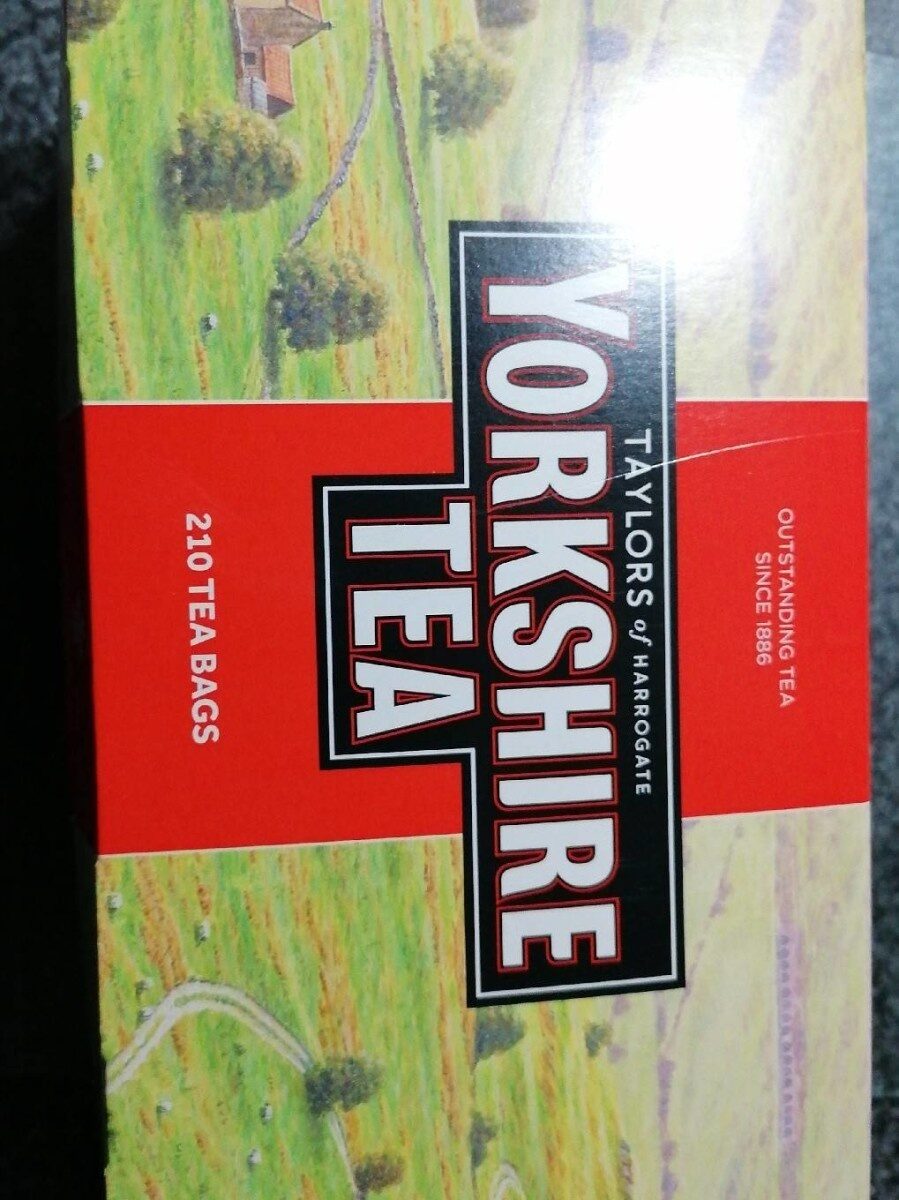 OUTSTANDING TEA
SINCE 1886
TAYLORS of HARROGATE
YORKSHIRE
TEA
210 TEA BAGS